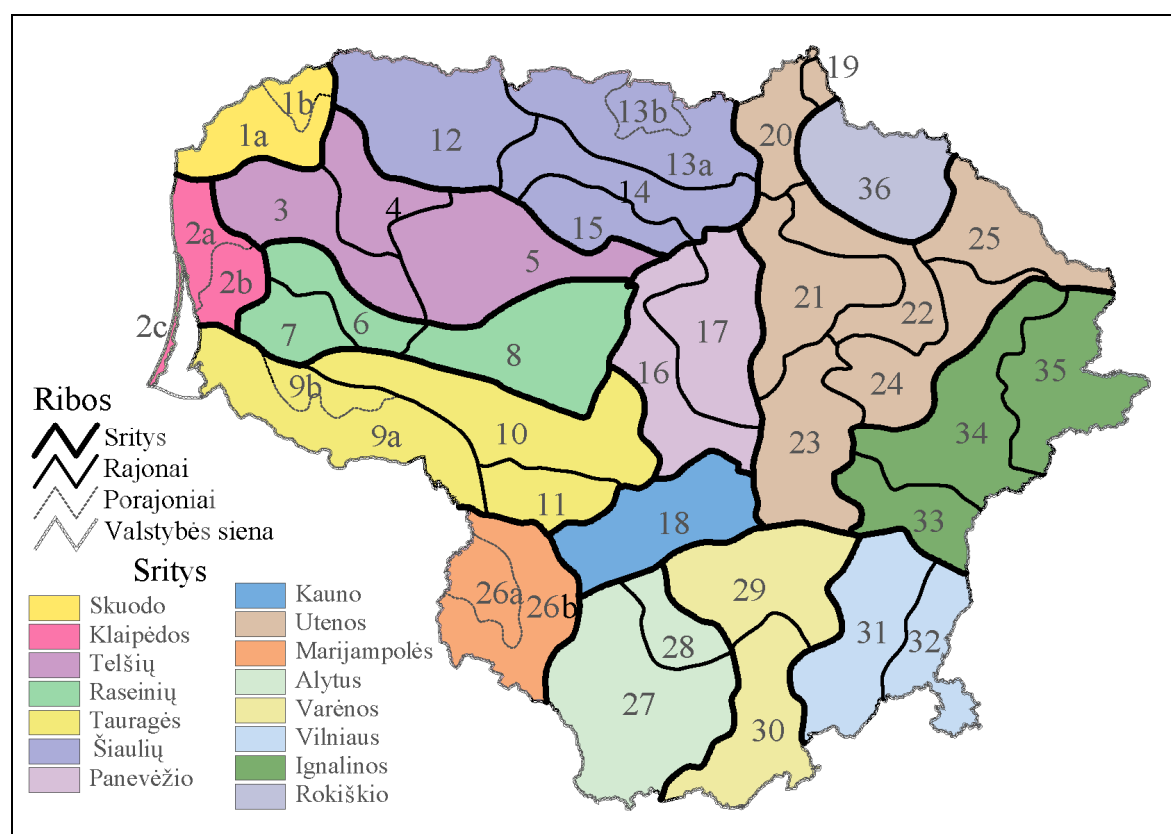 19
1b
13b
1a
12
20
13a
36
14
4
3
2a
15
25
5
2b
21
22
2c
6
17
7
8
16
35
9b
24
34
9a
10
23
11
18
33
26a
26b
29
28
31
32
27
30
Ribos
Sritys
Rajonai
Porajoniai
Valstybės siena
Sritys
Skuodo
Klaipėdos
Telšių
Raseinių
Tauragės
Šiaulių
Panevėžio
Kauno
Utenos
Marijampolės
Alytus
Varėnos
Vilniaus
Ignalinos
Rokiškio